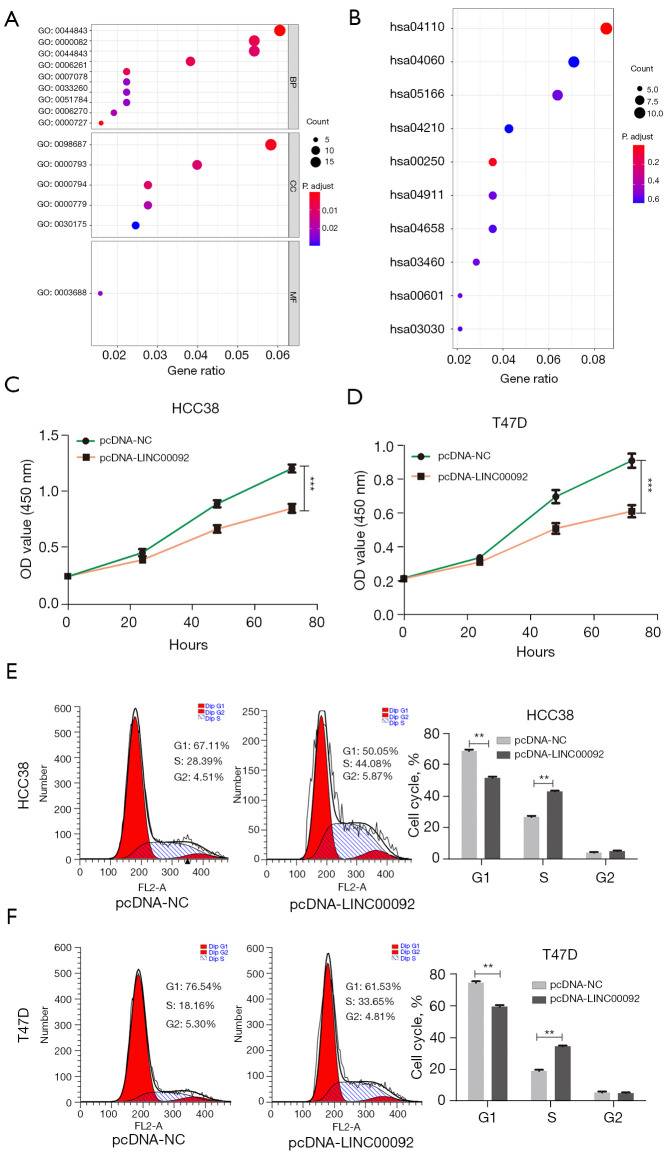 A
GO: 0044843
GO: 0000082
GO: 0044843
GO: 0006261
GO: 0007078
GO: 0033260
GO: 0051784
GO: 0006270
GO: 0000727
BP
GO: 0098687
GO: 0000793
GO: 0000794
GO: 0000779
GO: 0030175
CC
GO: 0003688
MF
0.02 0.03 0.04 0.05 0.06
Gene ratio
Count
5
10
15
P. adjust
0.01
0.02
B
hsa04110
hsa04060
hsa05166
hsa04210
hsa00250
hsa04911
hsa04658
hsa03460
hsa00601
hsa03030
0.02 0.04 0.06 0.08
Gene ratio
Count
5.0
7.5
10.0
P. adjust
0.2
0.4
0.6
C
HCC38
pcDNA-NC
pcDNA-LINC00092
OD value (450 nm)
1.5
1.0
0.5
0.0
0 20 40 60 80
Hours
***
D
T47D
pcDNA-NC
pcDNA-LINC00092
OD value (450 nm)
1.0
0.8
0.6
0.4
0.2
0 20 40 60 80
Hours
***
E
HCC38
Number
600
500
400
300
200
100
0
Dip G1
Dip G2
Dip S
G1: 67.11%
S: 28.39%
G2: 4.51%
0 100 200 300 400
FL2-A
pcDNA-NC
Number
250
200
150
100
50
0
Dip G1
Dip G2
Dip S
G1: 50.05%
S: 44.08%
G2: 5.87%
0 100 200 300 400
FL2-A
pcDNA-LINC00092
HCC38
pcDNA-NC
pcDNA-LINC00092
Cell cycle, %
80
60
40
20
0
**
**
G1 S G2
F
T47D
Number
600
500
400
300
200
100
0
Dip G1
Dip G2
Dip S
G1: 76.54%
S: 18.16%
G2: 5.30%
0 100 200 300 400
FL2-A
pcDNA-NC
Number
600
500
400
300
200
100
0
Dip G1
Dip G2
Dip S
G1: 61.53%
S: 33.65%
G2: 4.81%
0 100 200 300 400
FL2-A
pcDNA-LINC00092
T47D
pcDNA-NC
pcDNA-LINC00092
Cell cycle, %
80
60
40
20
0
**
**
G1 S G2